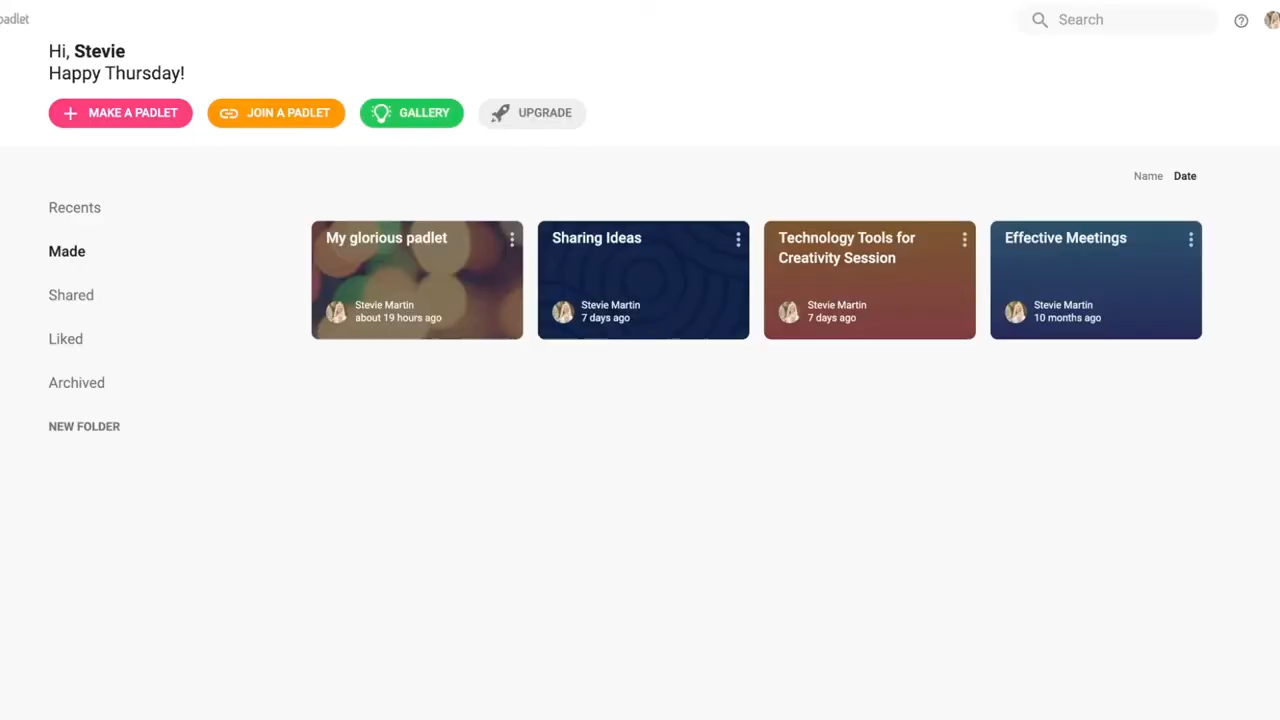 padlet
Search
Hi, Stevie
Happy Thursday!
MAKE A PADLET
JOIN A PADLET
GALLERY
UPGRADE
Name
Date
Recents
Made
Shared
Liked
Archived
NEW FOLDER
My glorious padlet
Stevie Martin
about 19 hours ago
Sharing Ideas
Stevie Martin
7 days ago
Technology Tools for
Creativity Session
Stevie Martin
7 days ago
Effective Meetings
Stevie Martin
10 months ago